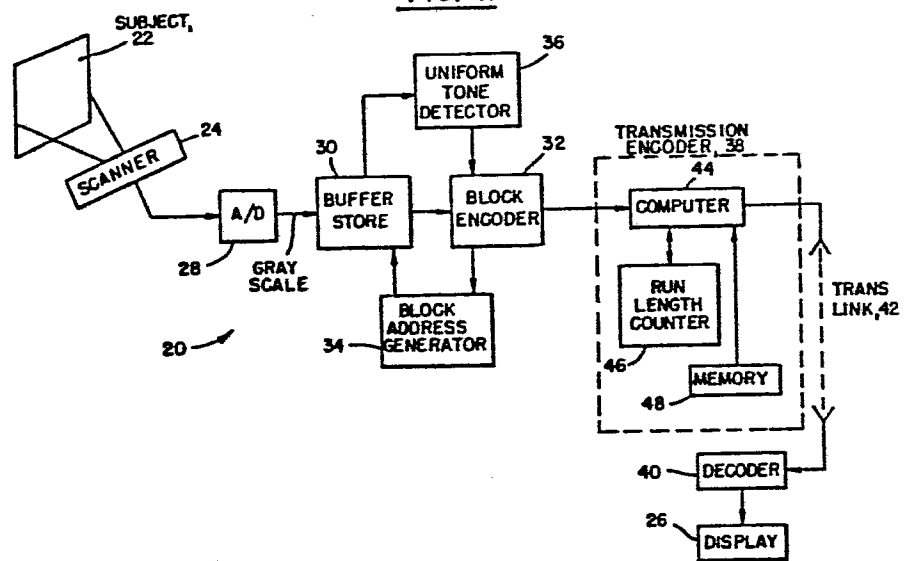 SUBJECT,
22
24
SCANNER
A/D
28
GRAY
SCALE
20
30
BUFFER
STORE
36
UNIFORM
TONE
DETECTOR
32
BLOCK
ENCODER
34
BLOCK
ADDRESS
GENERATOR
TRANSMISSION
ENCODER, 38
44
COMPUTER
RUN
LENGTH
COUNTER
46
48
MEMORY
TRANS
LINK, 42
40
DECODER
26
DISPLAY